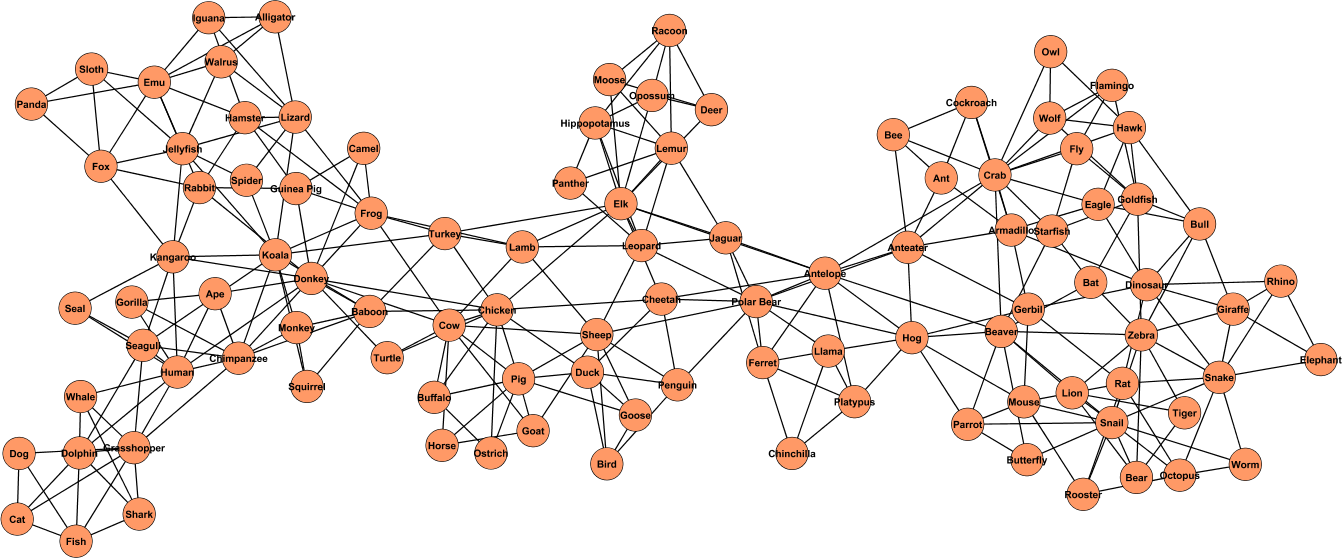 Iguana
Alligator
Racoon
Owl
Walrus
Sloth
Emu
Moose
Opossum
Flamingo
Panda
Cockroach
Deer
Hamster
Lizard
Hippopotamus
Wolf
Hawk
Bee
Jellyfish
Camel
Lemur
Fly
Fox
Crab
Ant
Rabbit
Spider
Guinea Pig
Panther
Goldfish
Elk
Eagle
Frog
Bull
Armadillo
Starfish
Turkey
Jaguar
Lamb
Leopard
Anteater
Kangaroo
Koala
Antelope
Donkey
Bat
Dinosaur
Rhino
Ape
Gorilla
Seal
Cheetah
Polar Bear
Baboon
Chicken
Gerbil
Giraffe
Monkey
Cow
Sheep
Beaver
Zebra
Hog
Seagull
Llama
Chimpanzee
Turtle
Ferret
Elephant
Human
Duck
Pig
Snake
Squirrel
Penguin
Rat
Whale
Buffalo
Lion
Platypus
Mouse
Goose
Tiger
Snail
Parrot
Goat
Horse
Grasshopper
Dolphin
Dog
Ostrich
Chinchilla
Butterfly
Bird
Worm
Octopus
Bear
Rooster
Shark
Cat
Fish